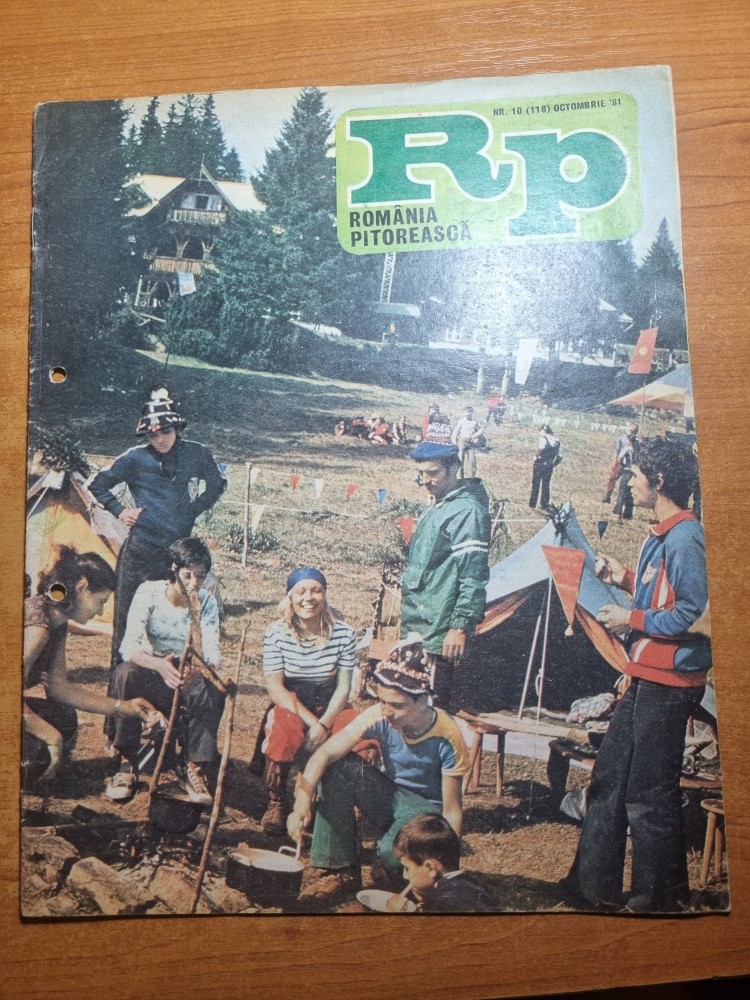 NR. 10 (118) OCTOMBRIE '81
Rp
ROMÂNIA
PITOREASCĂ